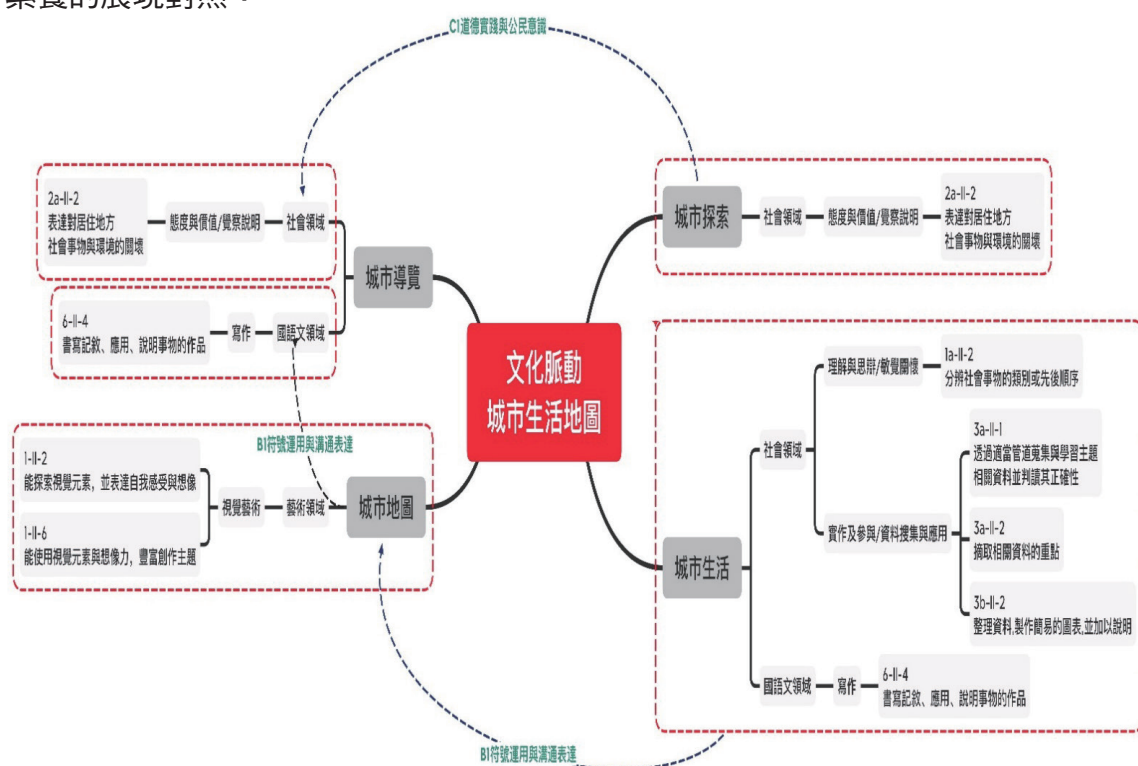 素養的展現對照。
C1道德實踐與公民意識
2a-II-2
表達對居住地方
社會事物與環境的關懷
態度與價值/覺察說明
社會領域
城市導覽
6-II-4
書寫記敘、應用、說明事物的作品
寫作
國語文領域
B1符號運用與溝通表達
1-II-2
能探索視覺元素，並表達自我感受與想像
1-II-6
能使用視覺元素與想像力，豐富創作主題
視覺藝術
藝術領域
城市地圖
文化脈動
城市生活地圖
城市探索
社會領域
態度與價值/覺察說明
2a-II-2
表達對居住地方
社會事物與環境的關懷
城市生活
社會領域
理解與思辯/敏覺關懷
1a-II-2
分辨社會事物的類別或先後順序
實作及參與/資料搜集與應用
3a-II-1
透過適當管道蒐集與學習主題
相關資料並判讀其正確性
3a-II-2
摘取相關資料的重點
3b-II-2
整理資料,製作簡易的圖表,並加以說明
國語文領域
寫作
6-II-4
書寫記敘、應用、說明事物的作品
B1符號運用與溝通表達